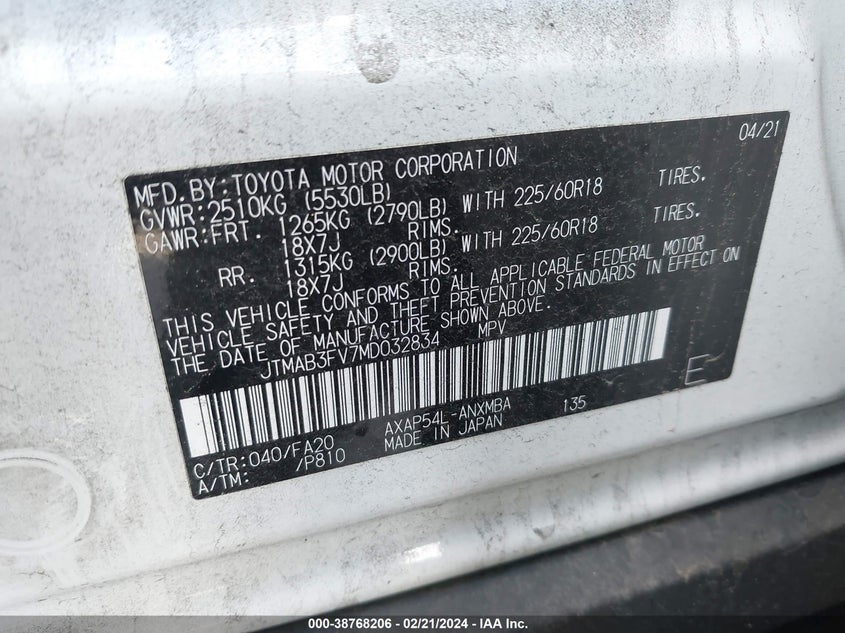 04/21
MFD. BY: TOYOTA MOTOR CORPORATION
GVWR: 2510KG (5530LB)
GAWR: FRT. 1265KG (2790LB) WITH 225/60R18 TIRES.
18X7J RIMS.
RR. 1315KG (2900LB) WITH 225/60R18 TIRES.
18X7J RIMS.
THIS VEHICLE CONFORMS TO ALL APPLICABLE FEDERAL MOTOR
VEHICLE SAFETY AND THEFT PREVENTION STANDARDS IN EFFECT ON
THE DATE OF MANUFACTURE SHOWN ABOVE.
JTMAB3FV7MD032834 MPV
E
C/TR: 040/FA20 AXAP54L-ANXMBA 135
A/TM: /P810 MADE IN JAPAN
000-38768206 - 02/21/2024 - IAA Inc.